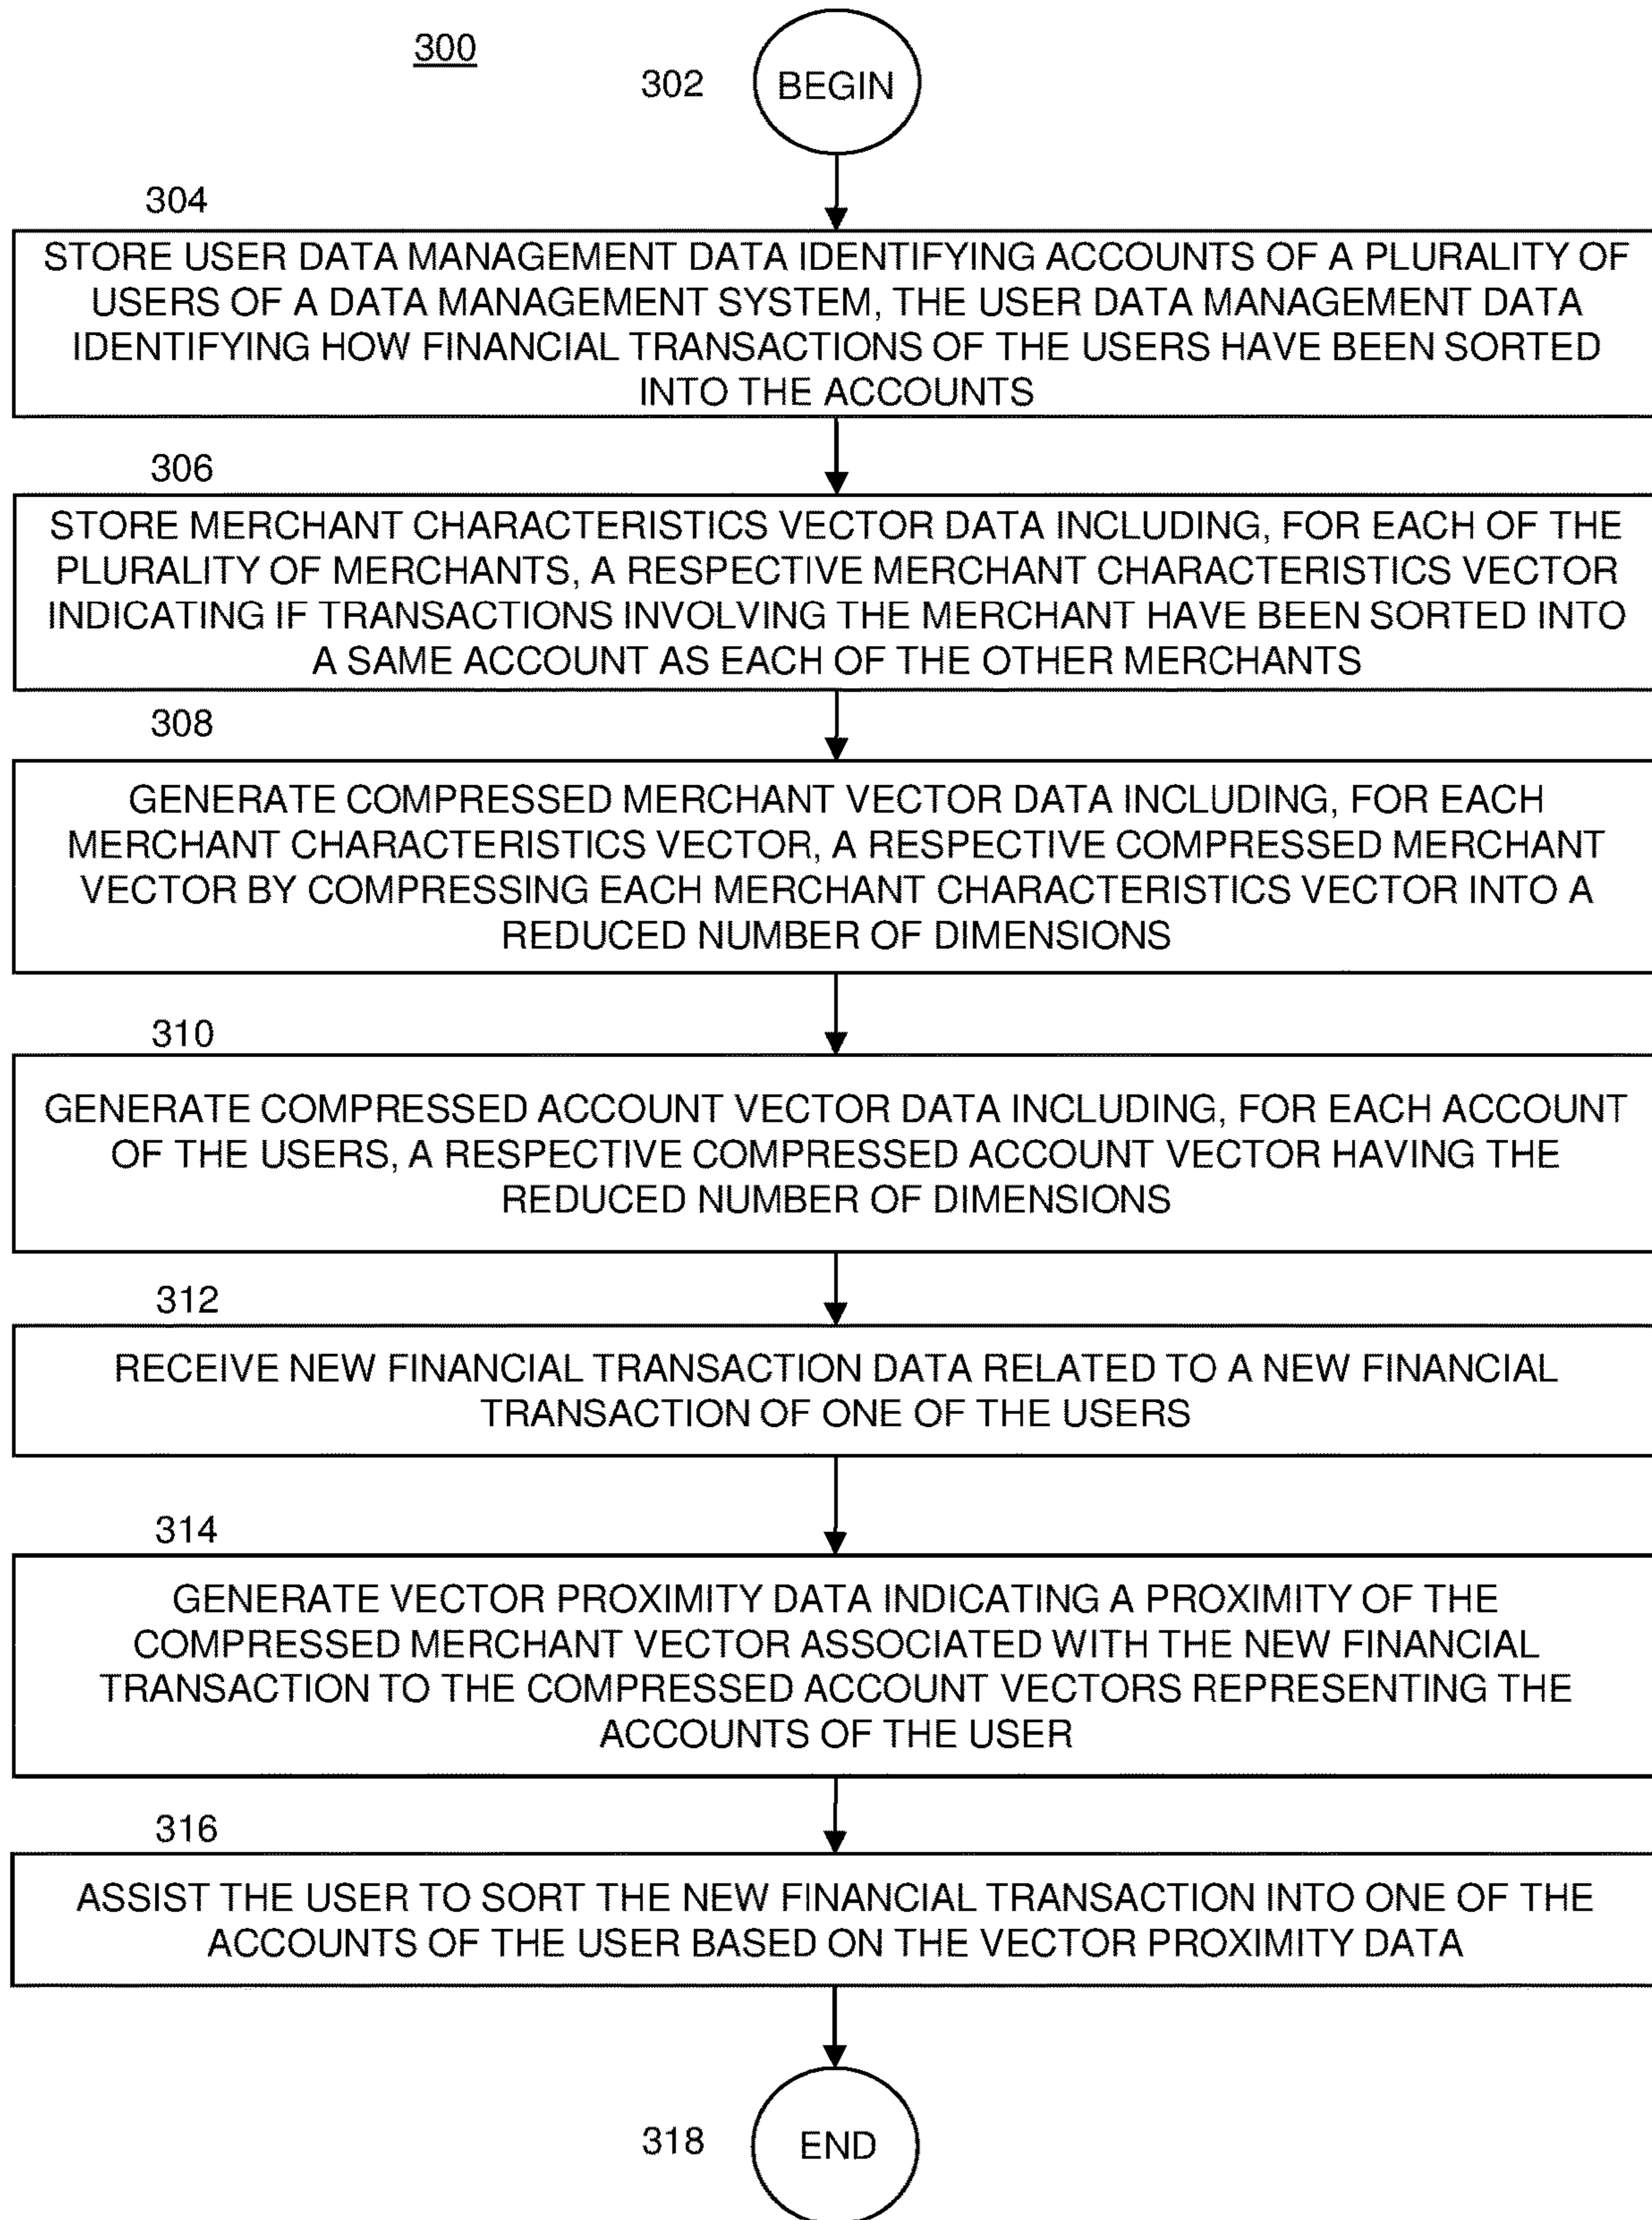 300
302
BEGIN
304
STORE USER DATA MANAGEMENT DATA IDENTIFYING ACCOUNTS OF A PLURALITY OF
USERS OF A DATA MANAGEMENT SYSTEM, THE USER DATA MANAGEMENT DATA
IDENTIFYING HOW FINANCIAL TRANSACTIONS OF THE USERS HAVE BEEN SORTED
INTO THE ACCOUNTS
306
STORE MERCHANT CHARACTERISTICS VECTOR DATA INCLUDING, FOR EACH OF THE
PLURALITY OF MERCHANTS, A RESPECTIVE MERCHANT CHARACTERISTICS VECTOR
INDICATING IF TRANSACTIONS INVOLVING THE MERCHANT HAVE BEEN SORTED INTO
A SAME ACCOUNT AS EACH OF THE OTHER MERCHANTS
308
GENERATE COMPRESSED MERCHANT VECTOR DATA INCLUDING, FOR EACH
MERCHANT CHARACTERISTICS VECTOR, A RESPECTIVE COMPRESSED MERCHANT
VECTOR BY COMPRESSING EACH MERCHANT CHARACTERISTICS VECTOR INTO A
REDUCED NUMBER OF DIMENSIONS
310
GENERATE COMPRESSED ACCOUNT VECTOR DATA INCLUDING, FOR EACH ACCOUNT
OF THE USERS, A RESPECTIVE COMPRESSED ACCOUNT VECTOR HAVING THE
REDUCED NUMBER OF DIMENSIONS
312
RECEIVE NEW FINANCIAL TRANSACTION DATA RELATED TO A NEW FINANCIAL
TRANSACTION OF ONE OF THE USERS
314
GENERATE VECTOR PROXIMITY DATA INDICATING A PROXIMITY OF THE
COMPRESSED MERCHANT VECTOR ASSOCIATED WITH THE NEW FINANCIAL
TRANSACTION TO THE COMPRESSED ACCOUNT VECTORS REPRESENTING THE
ACCOUNTS OF THE USER
316
ASSIST THE USER TO SORT THE NEW FINANCIAL TRANSACTION INTO ONE OF THE
ACCOUNTS OF THE USER BASED ON THE VECTOR PROXIMITY DATA
318
END